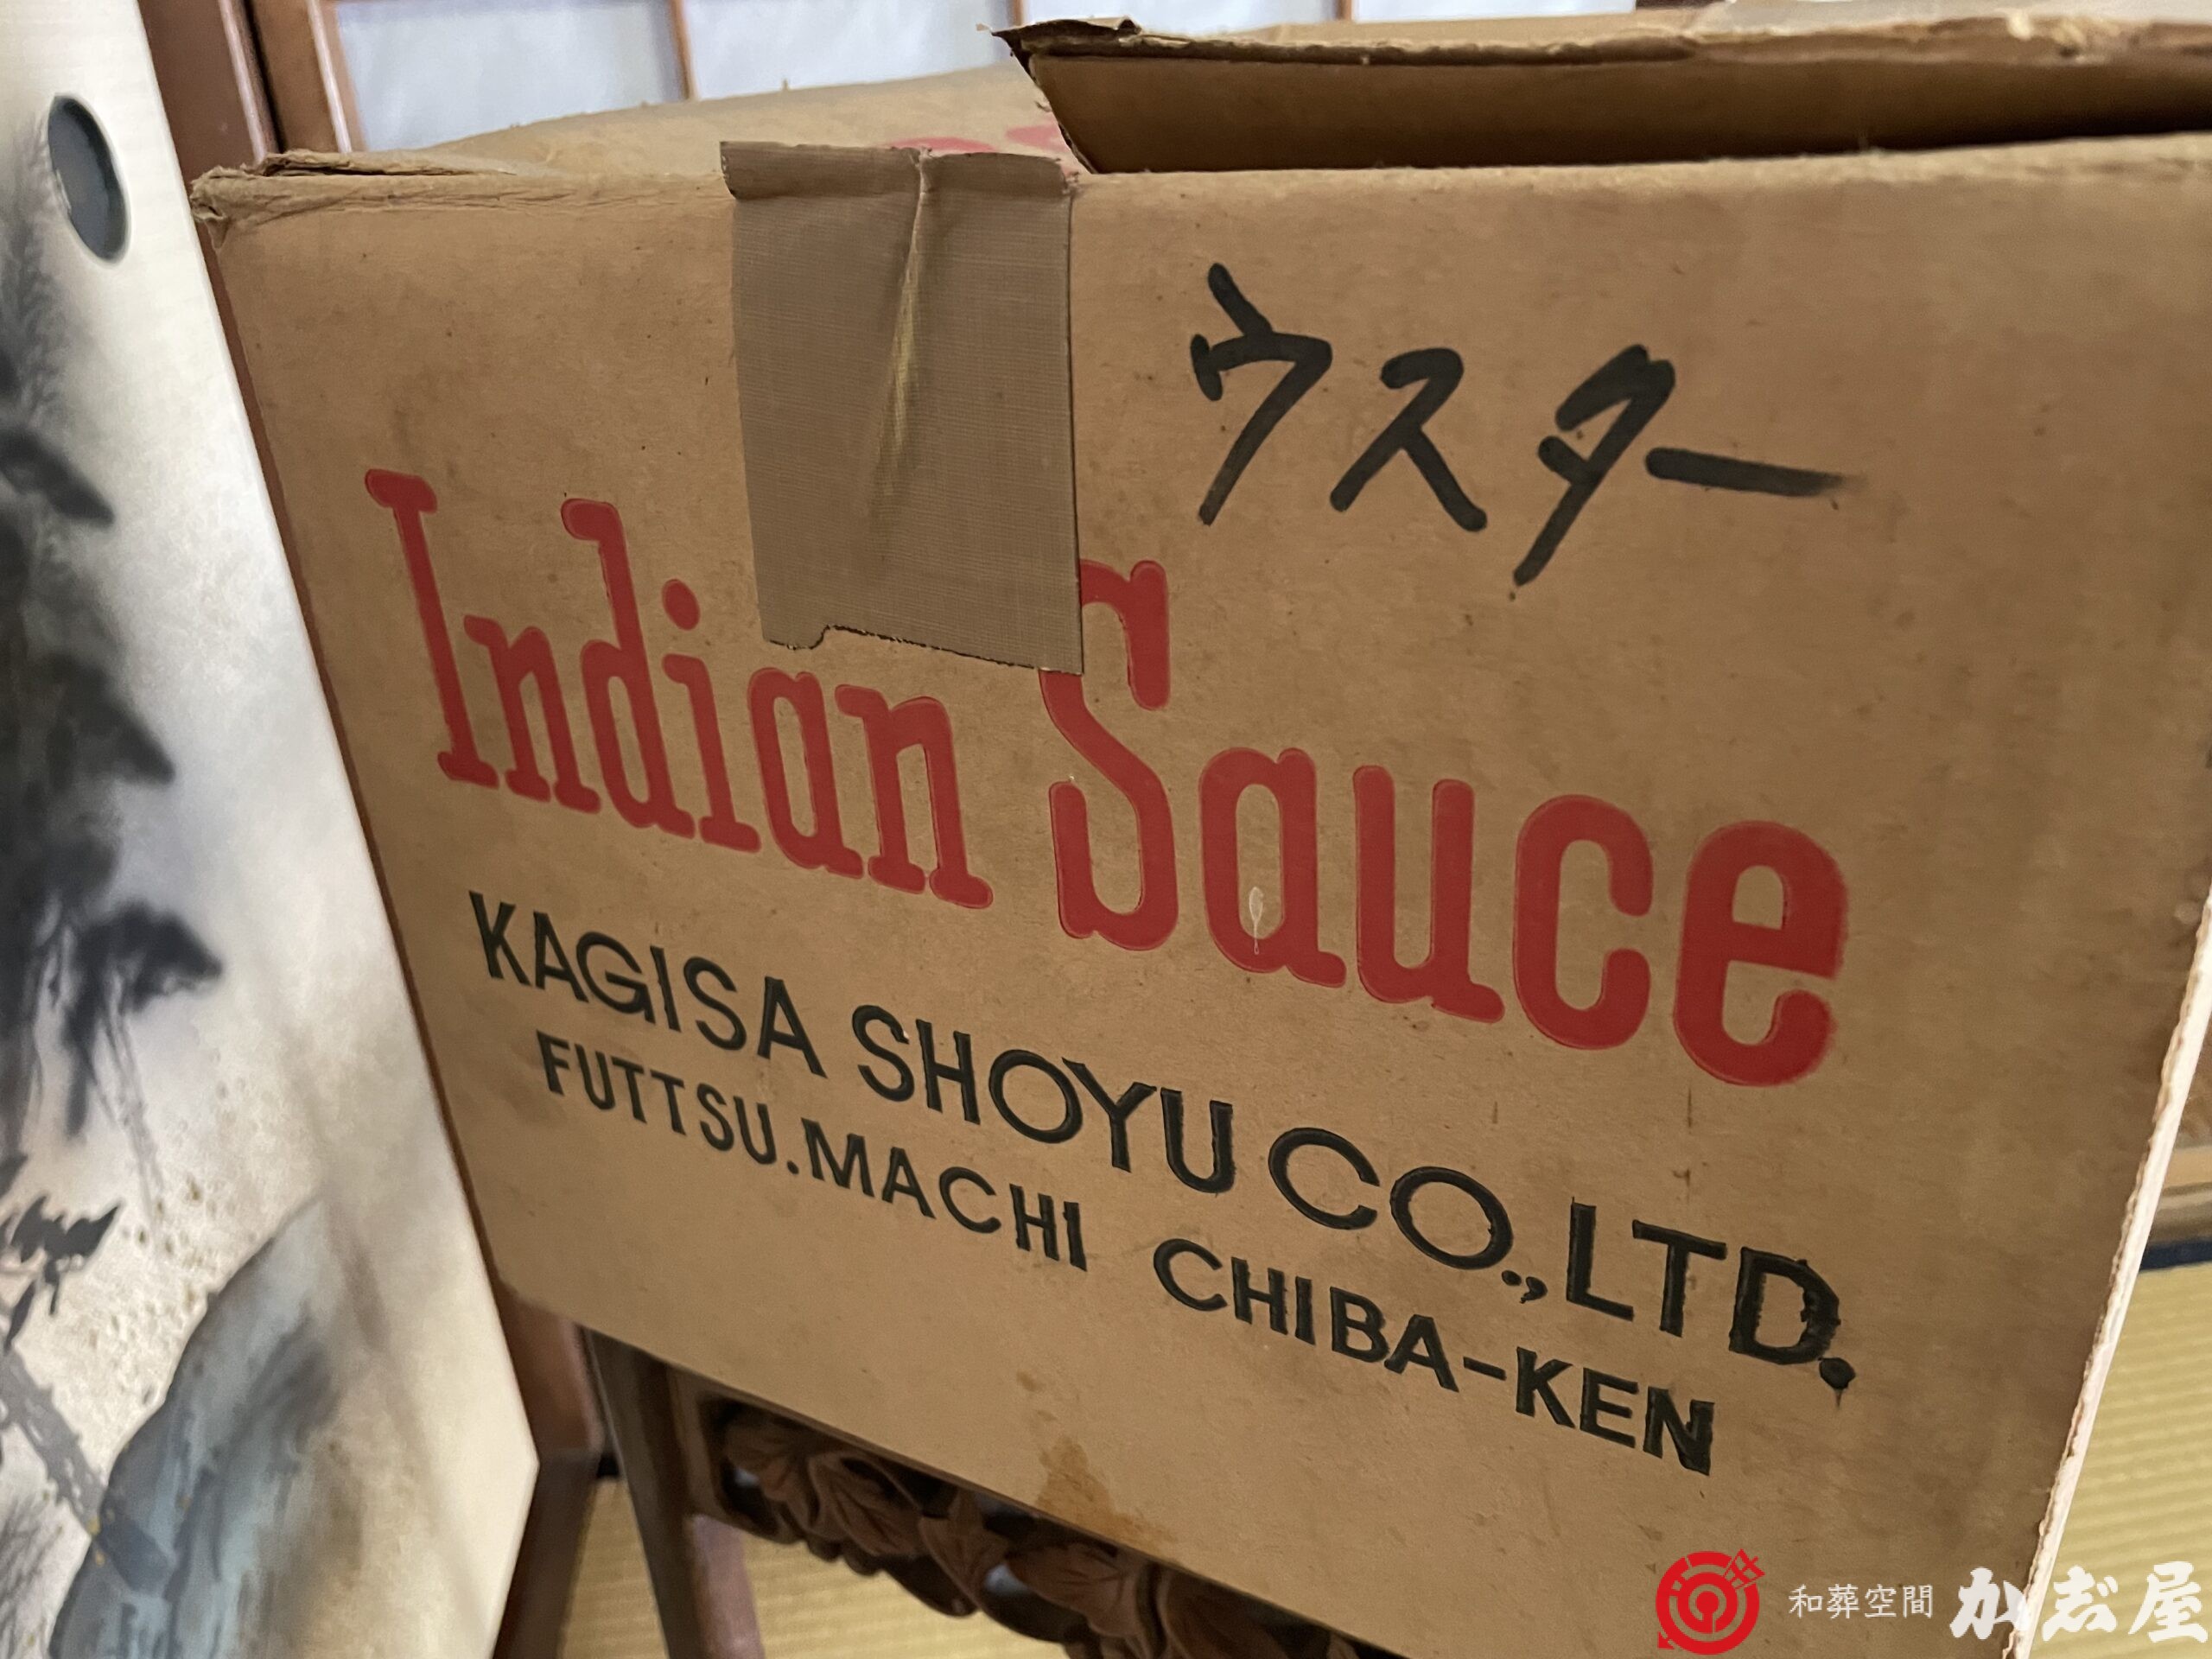 ウスター
Indian Sauce
KAGISA SHOYU CO.,LTD.
FUTTSU.MACHI CHIBA-KEN
和葬空間 かし屋